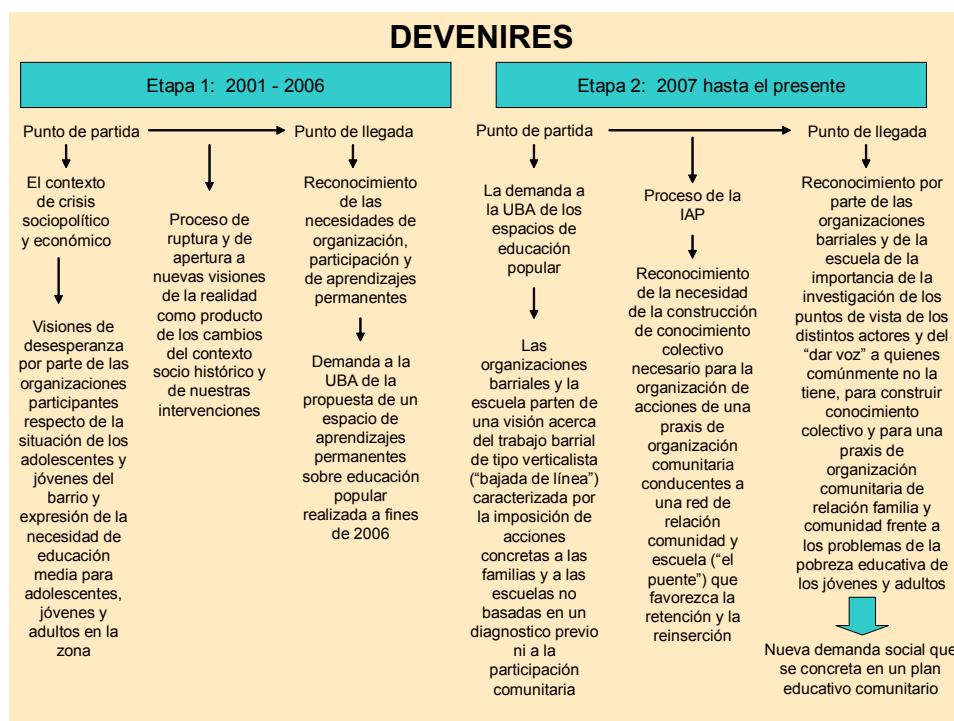 DEVENIRES
Etapa 1:  2001 - 2006
Punto de partida
El contexto
de crisis
sociopolítico
y económico
Visiones de
desesperanza
por parte de las
organizaciones
participantes
respecto de la
situación de los
adolescentes y
jóvenes del
barrio y
expresión de la
necesidad de
educación
media para
adolescentes,
jóvenes y
adultos en la
zona
Proceso de
ruptura y de
apertura a
nuevas visiones
de la realidad
como producto
de los cambios
del contexto
socio histórico y
de nuestras
intervenciones
Punto de llegada
Reconocimiento
de las
necesidades de
organización,
participación y
de aprendizajes
permanentes
Demanda a la
UBA de la
propuesta de un
espacio de
aprendizajes
permanentes
sobre educación
popular
realizada a fines
de 2006
Etapa 2:  2007 hasta el presente
Punto de partida
La demanda a
la UBA de los
espacios de
educación
popular
Las
organizaciones
barriales y la
escuela parten de
una visión acerca
del trabajo barrial
de tipo verticalista
(“bajada de línea”)
caracterizada por
la imposición de
acciones
concretas a las
familias y a las
escuelas no
basadas en un
diagnostico previo
ni a la
participación
comunitaria
Proceso de la
IAP
Reconocimiento
de la necesidad
de la construcción
de conocimiento
colectivo
necesario para la
organización de
acciones de una
praxis de
organización
comunitaria
conducentes a
una red de
relación
comunidad y
escuela (“el
puente”) que
favorezca la
retención y la
reinserción
Punto de llegada
Reconocimiento por
parte de las
organizaciones
barriales y de la
escuela de la
importancia de la
investigación de los
puntos de vista de los
distintos actores y del
“dar voz” a quienes
comúnmente no la
tiene, para construir
conocimiento
colectivo y para una
praxis de
organización
comunitaria de
relación familia y
comunidad frente a
los problemas de la
pobreza educativa de
los jóvenes y adultos
Nueva demanda social que
se concreta en un plan
educativo comunitario